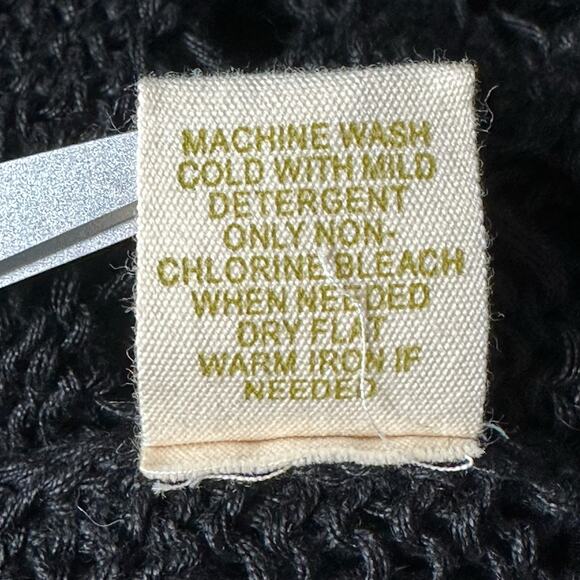 MACHINE WASH
COLD WITH MILD
DETERGENT
ONLY NON-
CHLORINE BLEACH
WHEN NEEDED
DRY FLAT
WARM IRON IF
NEEDED